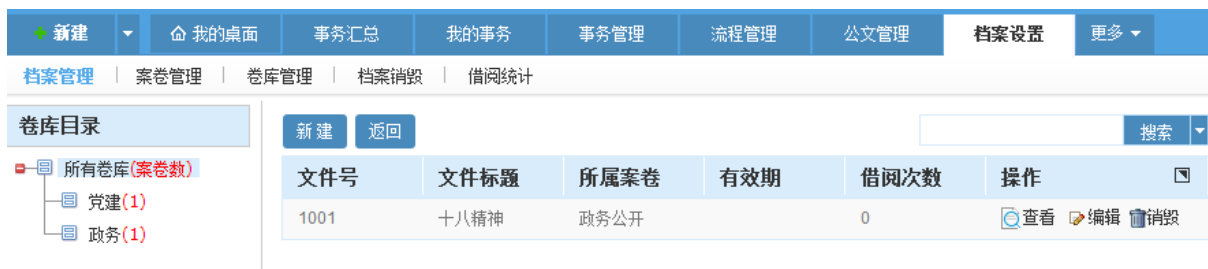 新建 我的桌面 事务汇总 我的事务 事务管理 流程管理 公文管理 档案设置 更多
档案管理 案卷管理 卷库管理 档案销毁 借阅统计
卷库目录
所有卷库(案卷数)
党建(1)
政务(1)
新建 返回 搜索
文件号 文件标题 所属案卷 有效期 借阅次数 操作
1001 十八精神 政务公开 0 查看 编辑 销毁